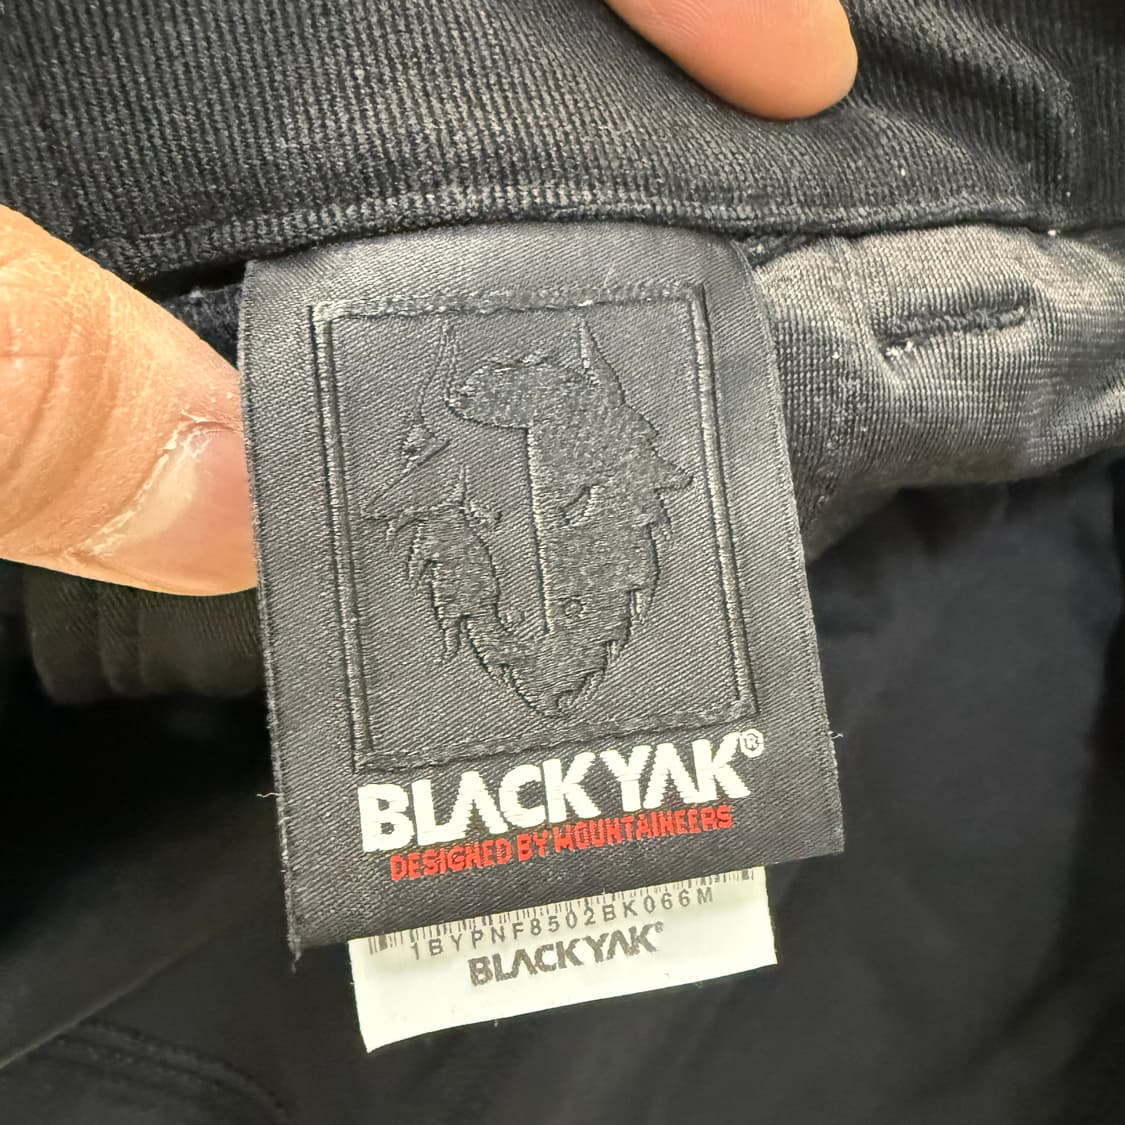 BLACKYAK®
DESIGNED BY MOUNTAINEERS
1BYPNF8502BK066M
BLACKYAK®